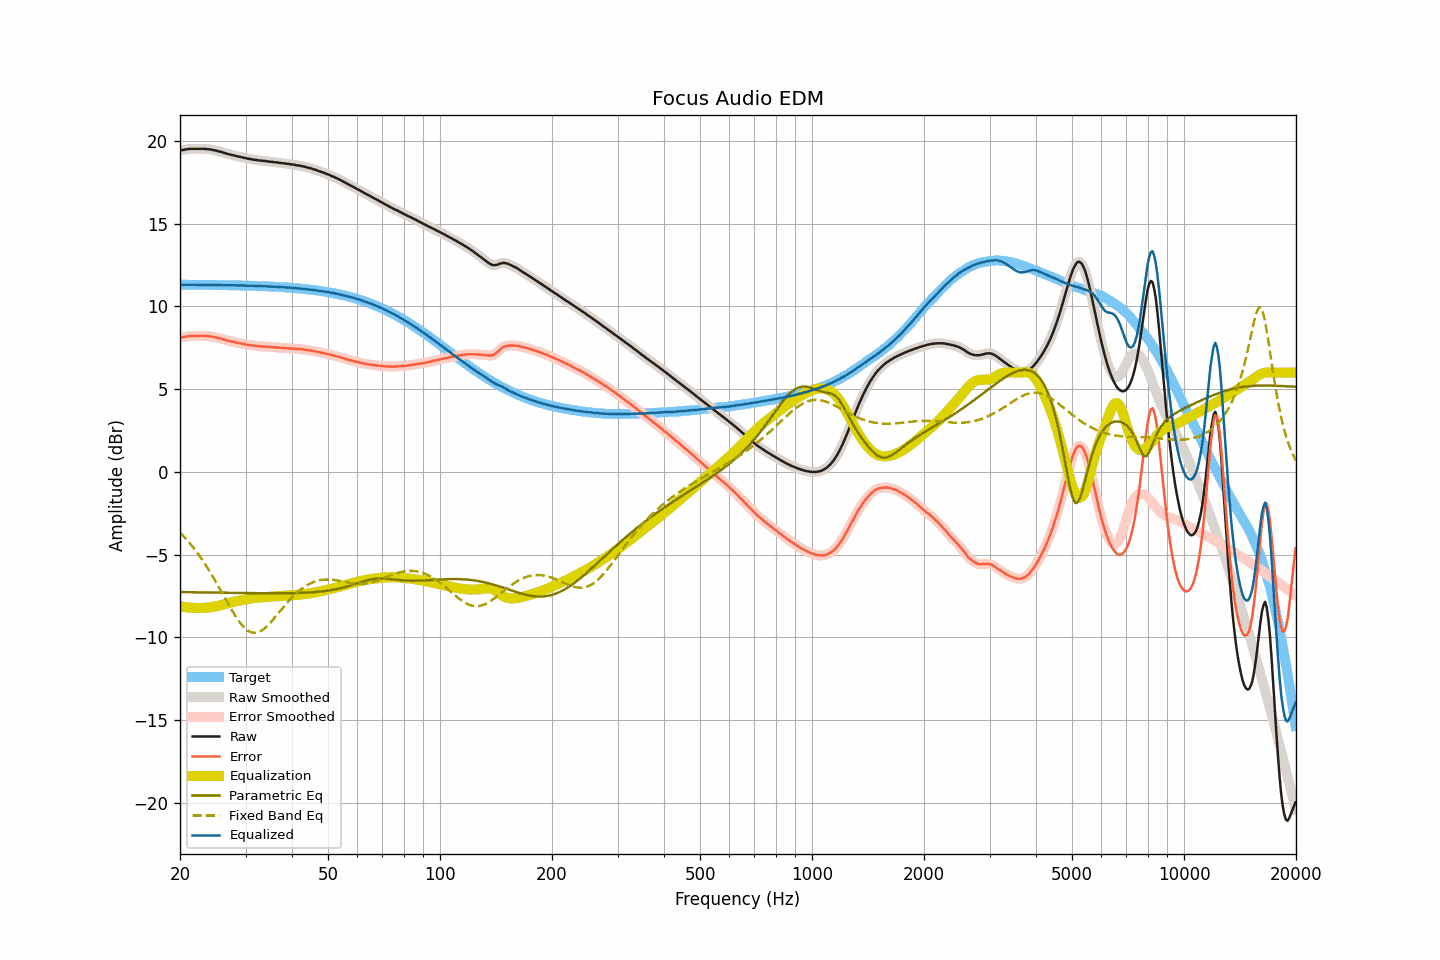 Focus Audio EDM
20
15
10
5
0
−5
−10
−15
−20
Amplitude (dBr)
Target
Raw Smoothed
Error Smoothed
Raw
Error
Equalization
Parametric Eq
Fixed Band Eq
Equalized
20 50 100 200 500 1000 2000 5000 10000 20000
Frequency (Hz)